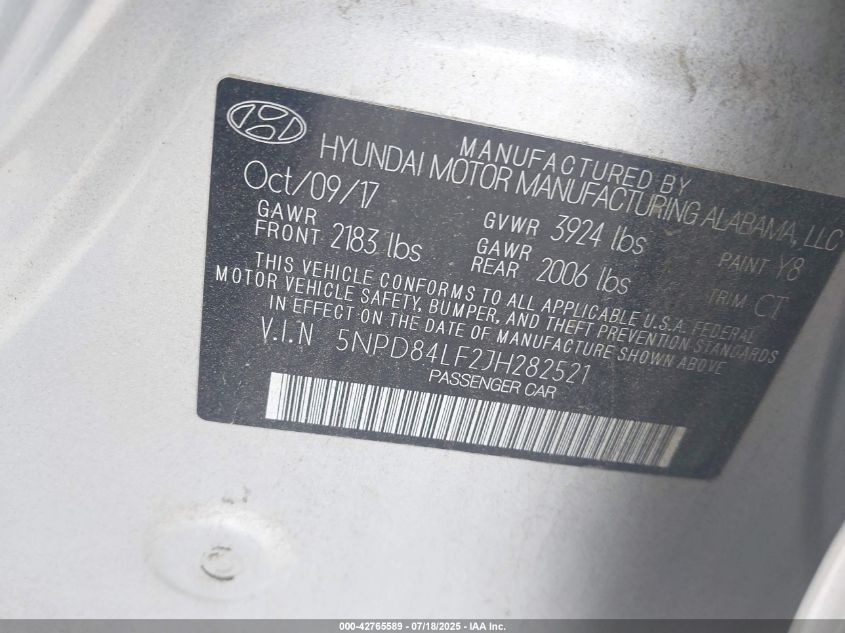 MANUFACTURED BY
HYUNDAI MOTOR MANUFACTURING ALABAMA, LLC
Oct/09/17
GVWR 3924 lbs
PAINT Y8
GAWR FRONT 2183 lbs
GAWR REAR 2006 lbs
TRIM CT
THIS VEHICLE CONFORMS TO ALL APPLICABLE U.S.A. FEDERAL
MOTOR VEHICLE SAFETY, BUMPER, AND THEFT PREVENTION STANDARDS
IN EFFECT ON THE DATE OF MANUFACTURE SHOWN ABOVE
V.I.N 5NPD84LF2JH282521
PASSENGER CAR
000-42765589 - 07/18/2025 - IAA Inc.